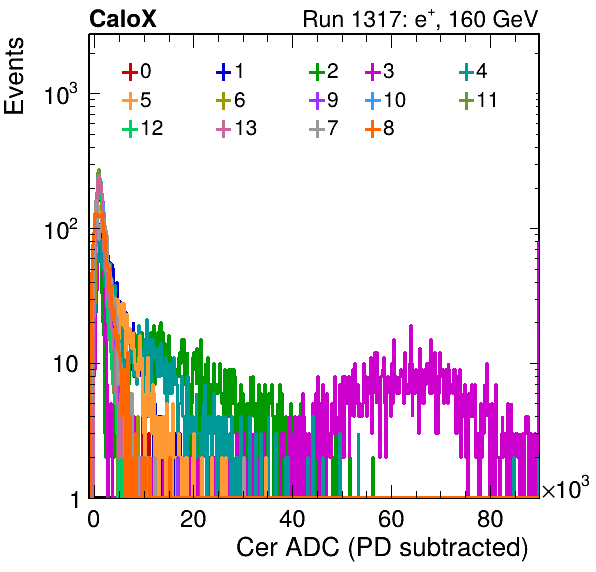 CaloX Run 1317: e⁺, 160 GeV
Events
0 1 2 3 4
5 6 9 10 11
12 13 7 8
10³
10²
10
1
0 20 40 60 80 ×10³
Cer ADC (PD subtracted)